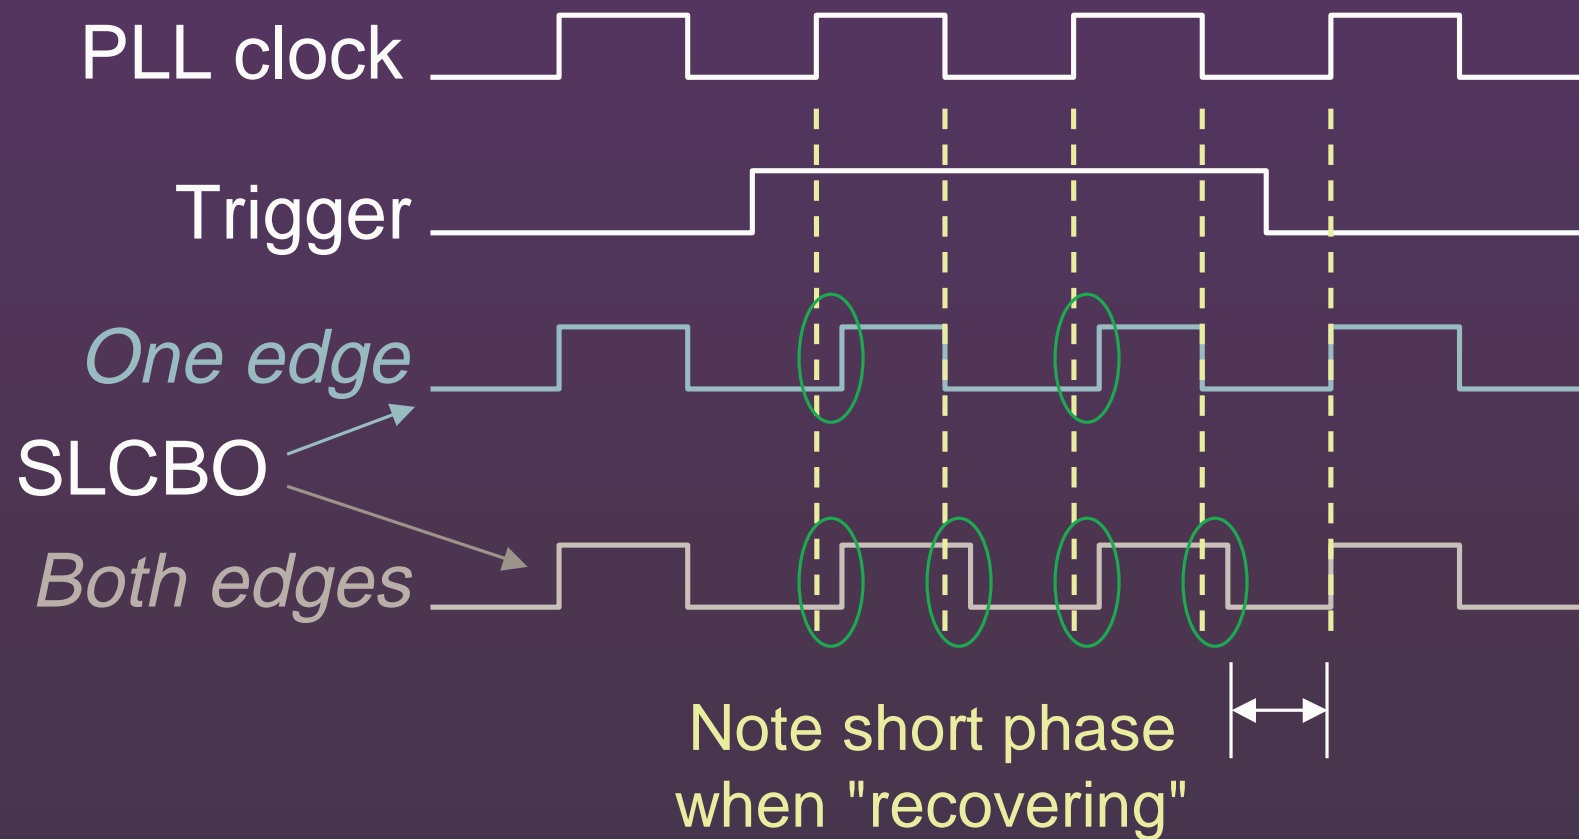 PLL clock
Trigger
One edge
SLCBO
Both edges
Note short phase
when "recovering"